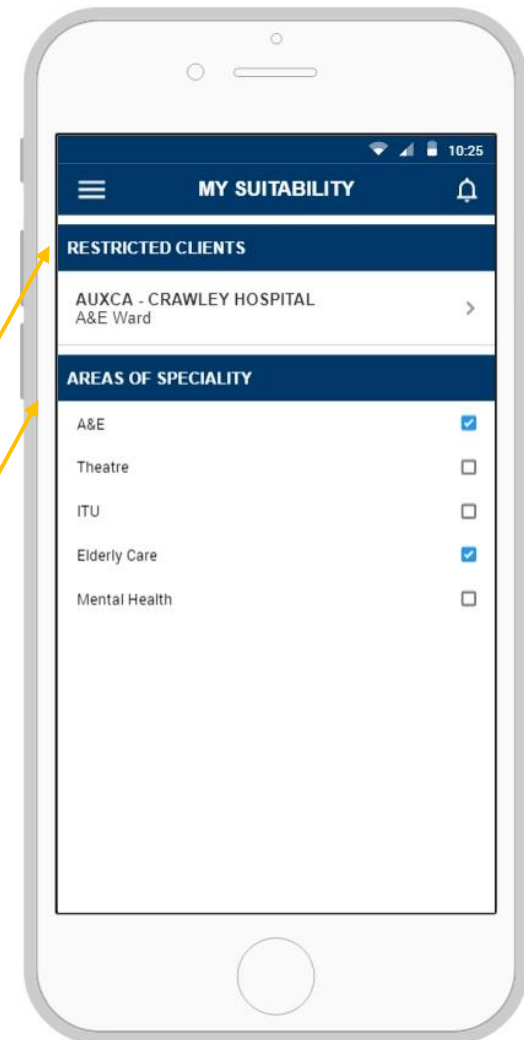 10:25
MY SUITABILITY
RESTRICTED CLIENTS
AUXCA - CRAWLEY HOSPITAL
A&E Ward
AREAS OF SPECIALITY
A&E
Theatre
ITU
Elderly Care
Mental Health